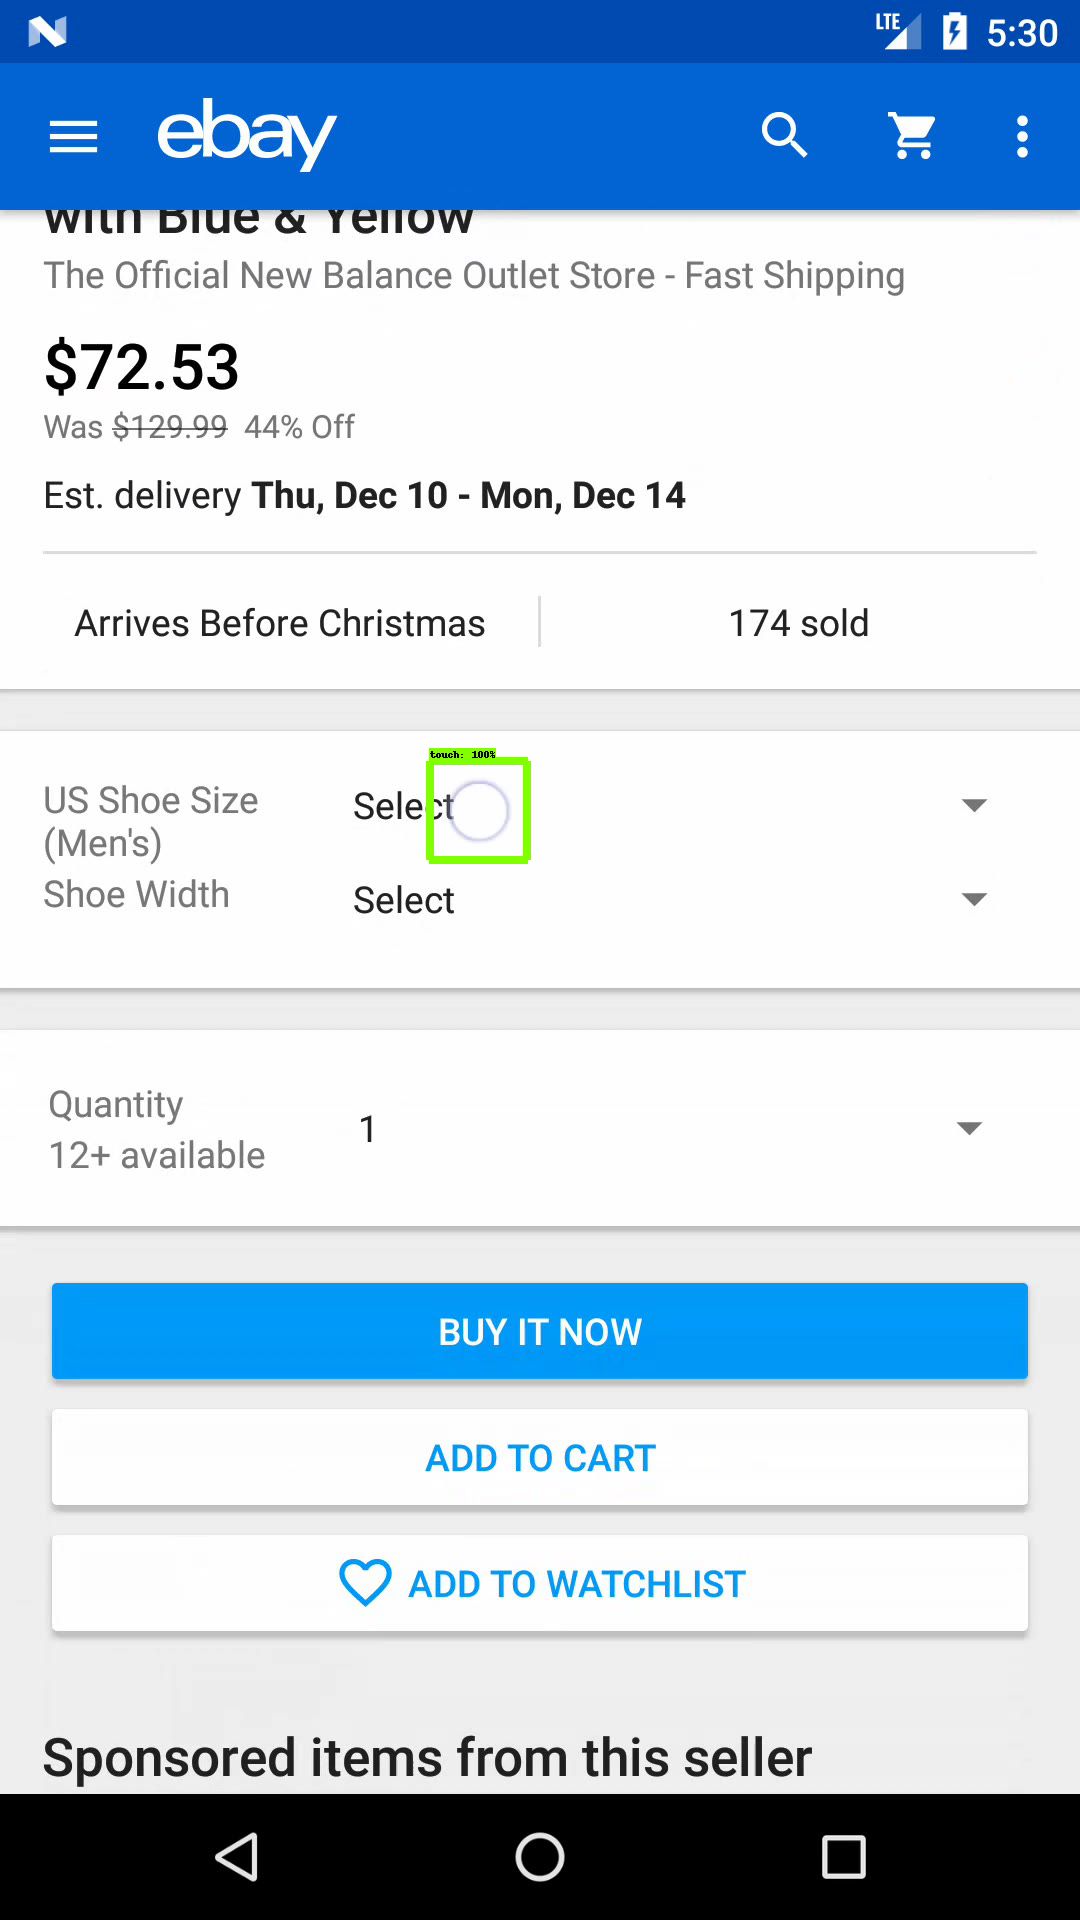 LTE
5:30
ebay
with Blue & Yellow
The Official New Balance Outlet Store - Fast Shipping
$72.53
Was $129.99 44% Off
Est. delivery Thu, Dec 10 - Mon, Dec 14
Arrives Before Christmas
174 sold
touch: 100%
US Shoe Size
(Men's)
Select
Shoe Width
Select
Quantity
12+ available
1
BUY IT NOW
ADD TO CART
ADD TO WATCHLIST
Sponsored items from this seller